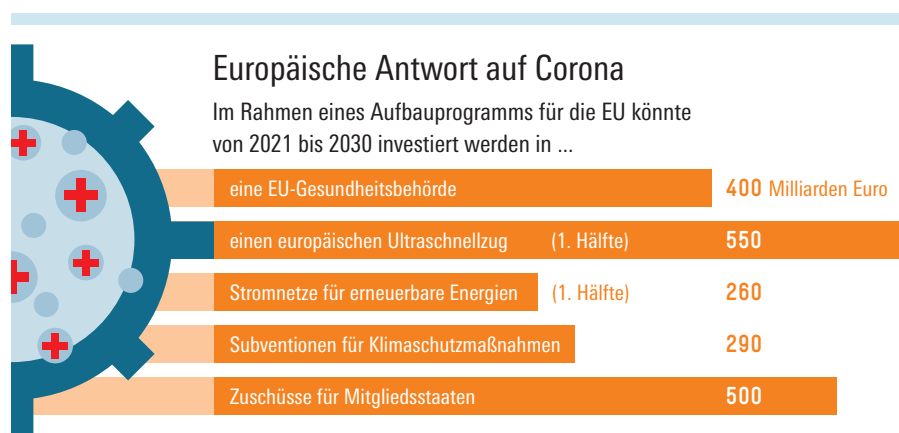 Europäische Antwort auf Corona
Im Rahmen eines Aufbauprogramms für die EU könnte
von 2021 bis 2030 investiert werden in ...
eine EU-Gesundheitsbehörde 400 Milliarden Euro
einen europäischen Ultraschnellzug (1. Hälfte) 550
Stromnetze für erneuerbare Energien (1. Hälfte) 260
Subventionen für Klimaschutzmaßnahmen 290
Zuschüsse für Mitgliedsstaaten 500